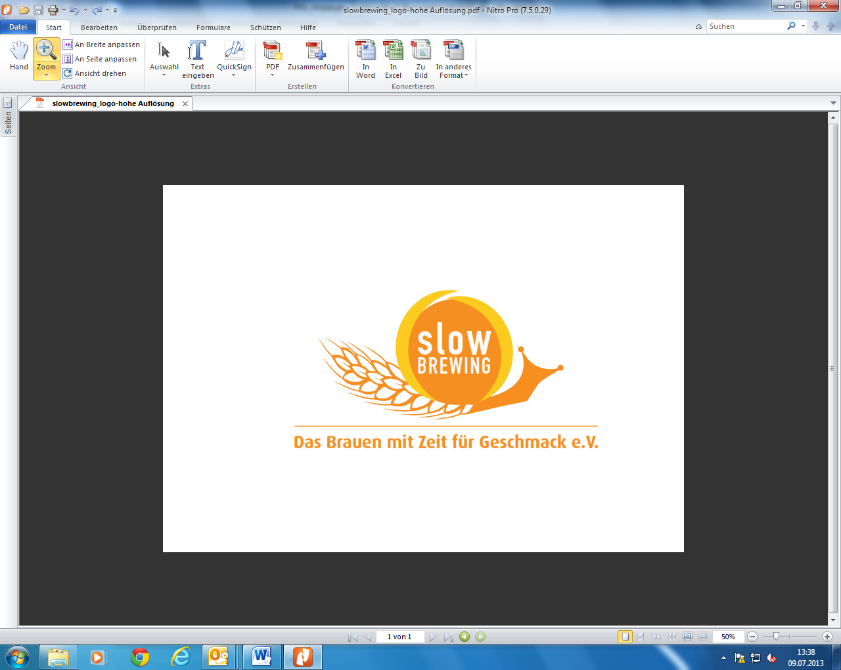 slowbrewing_logo-hohe Auflösung.pdf - Nitro Pro (7.5.0.29)
Datei Start Bearbeiten Überprüfen Formulare Schützen Hilfe
Suchen
Hand
Zoom
An Breite anpassen
An Seite anpassen
Ansicht drehen
Ansicht
Auswahl
Text eingeben
QuickSign
Extras
PDF
Zusammenfügen
Erstellen
In Word
In Excel
Zu Bild
In anderes Format
Konvertieren
slowbrewing_logo-hohe Auflösung
Seiten
slow
BREWING
Das Brauen mit Zeit für Geschmack e.V.
1 von 1
50%
13:38
09.07.2013